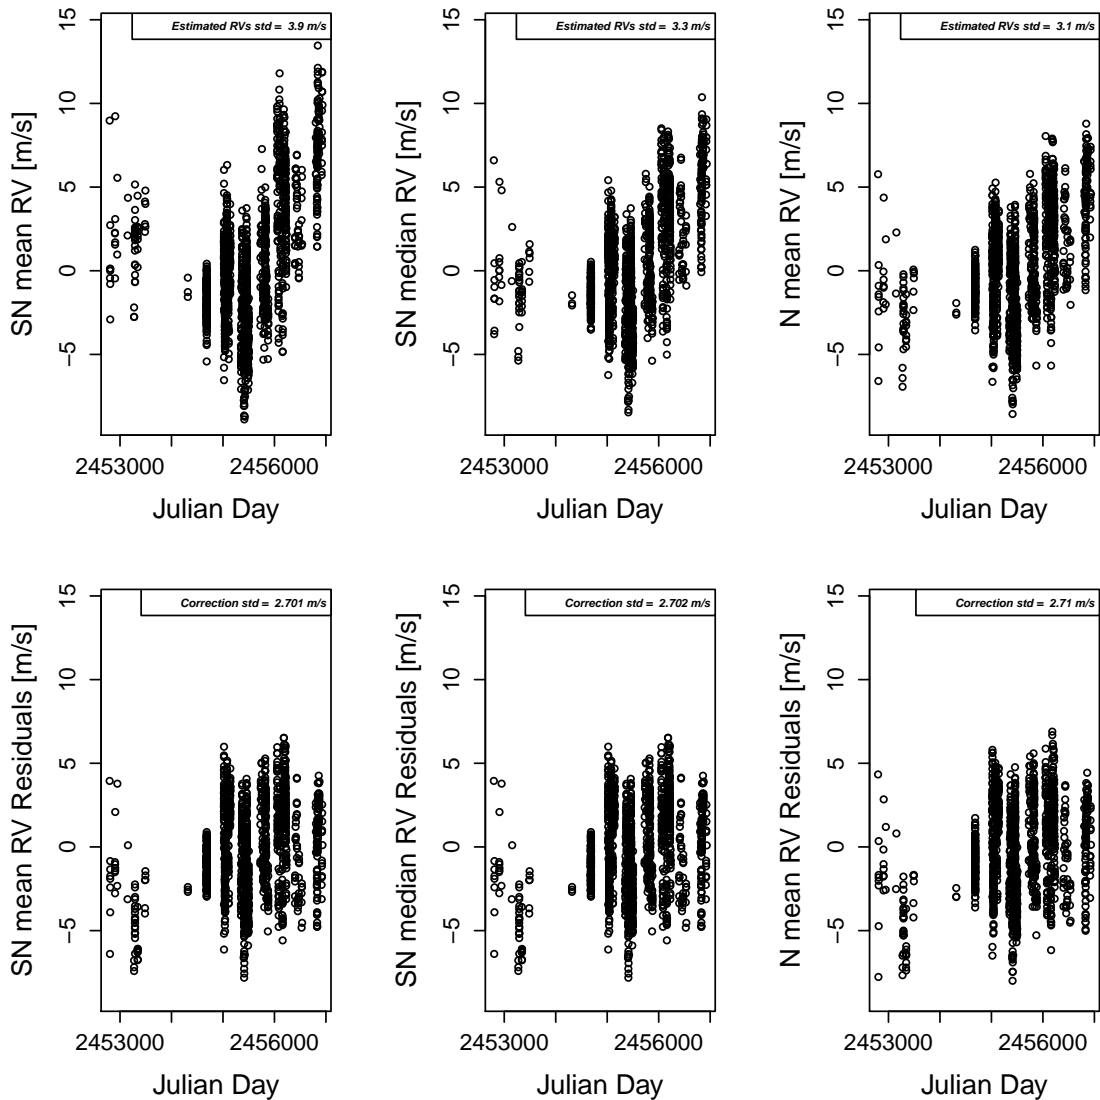 Estimated RVs std = 3.9 m/s
SN mean RV [m/s]
15
10
5
0
−5
2453000 2456000
Julian Day
Estimated RVs std = 3.3 m/s
SN median RV [m/s]
15
10
5
0
−5
2453000 2456000
Julian Day
Estimated RVs std = 3.1 m/s
N mean RV [m/s]
15
10
5
0
−5
2453000 2456000
Julian Day
Correction std = 2.701 m/s
SN mean RV Residuals [m/s]
15
10
5
0
−5
2453000 2456000
Julian Day
Correction std = 2.702 m/s
SN median RV Residuals [m/s]
15
10
5
0
−5
2453000 2456000
Julian Day
Correction std = 2.71 m/s
N mean RV Residuals [m/s]
15
10
5
0
−5
2453000 2456000
Julian Day